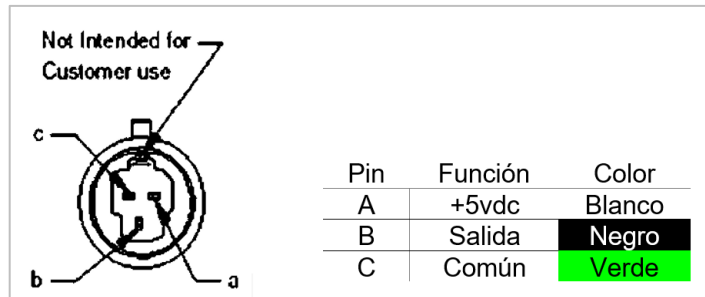 Not Intended for
Customer use
c
b
a
Pin Función Color
A +5vdc Blanco
B Salida Negro
C Común Verde